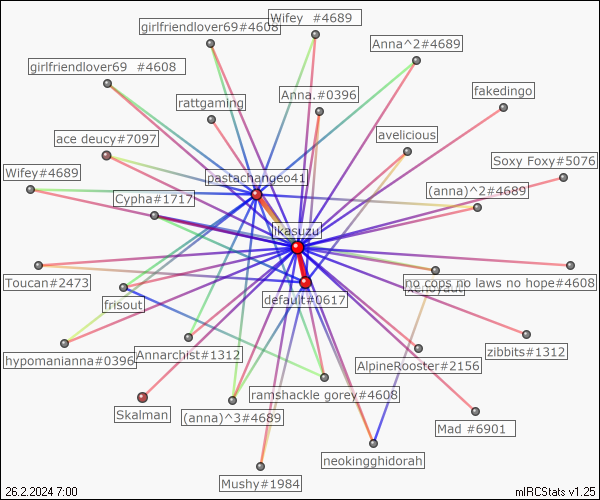 Wifey #4689
girlfriendlover69#4608
Anna^2#4689
girlfriendlover69 #4608
fakedingo
Anna.#0396
rattgaming
avelicious
ace deucy#7097
Soxy Foxy#5076
Wifey#4689
pastachangeo41
(anna)^2#4689
Cypha#1717
ikasuzu
Toucan#2473
no cops no laws no hope#4608
frisout
default#0617
zibbits#1312
hypomanianna#0396
Annarchist#1312
AlpineRooster#2156
ramshackle gorey#4608
Skalman
(anna)^3#4689
Mad #6901
neokingghidorah
Mushy#1984
26.2.2024 7:00
mIRCStats v1.25